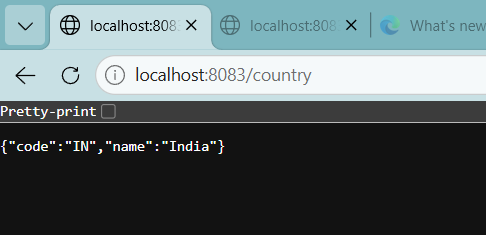 localhost:808
localhost:808
What's new
localhost:8083/country
Pretty-print
{"code":"IN","name":"India"}